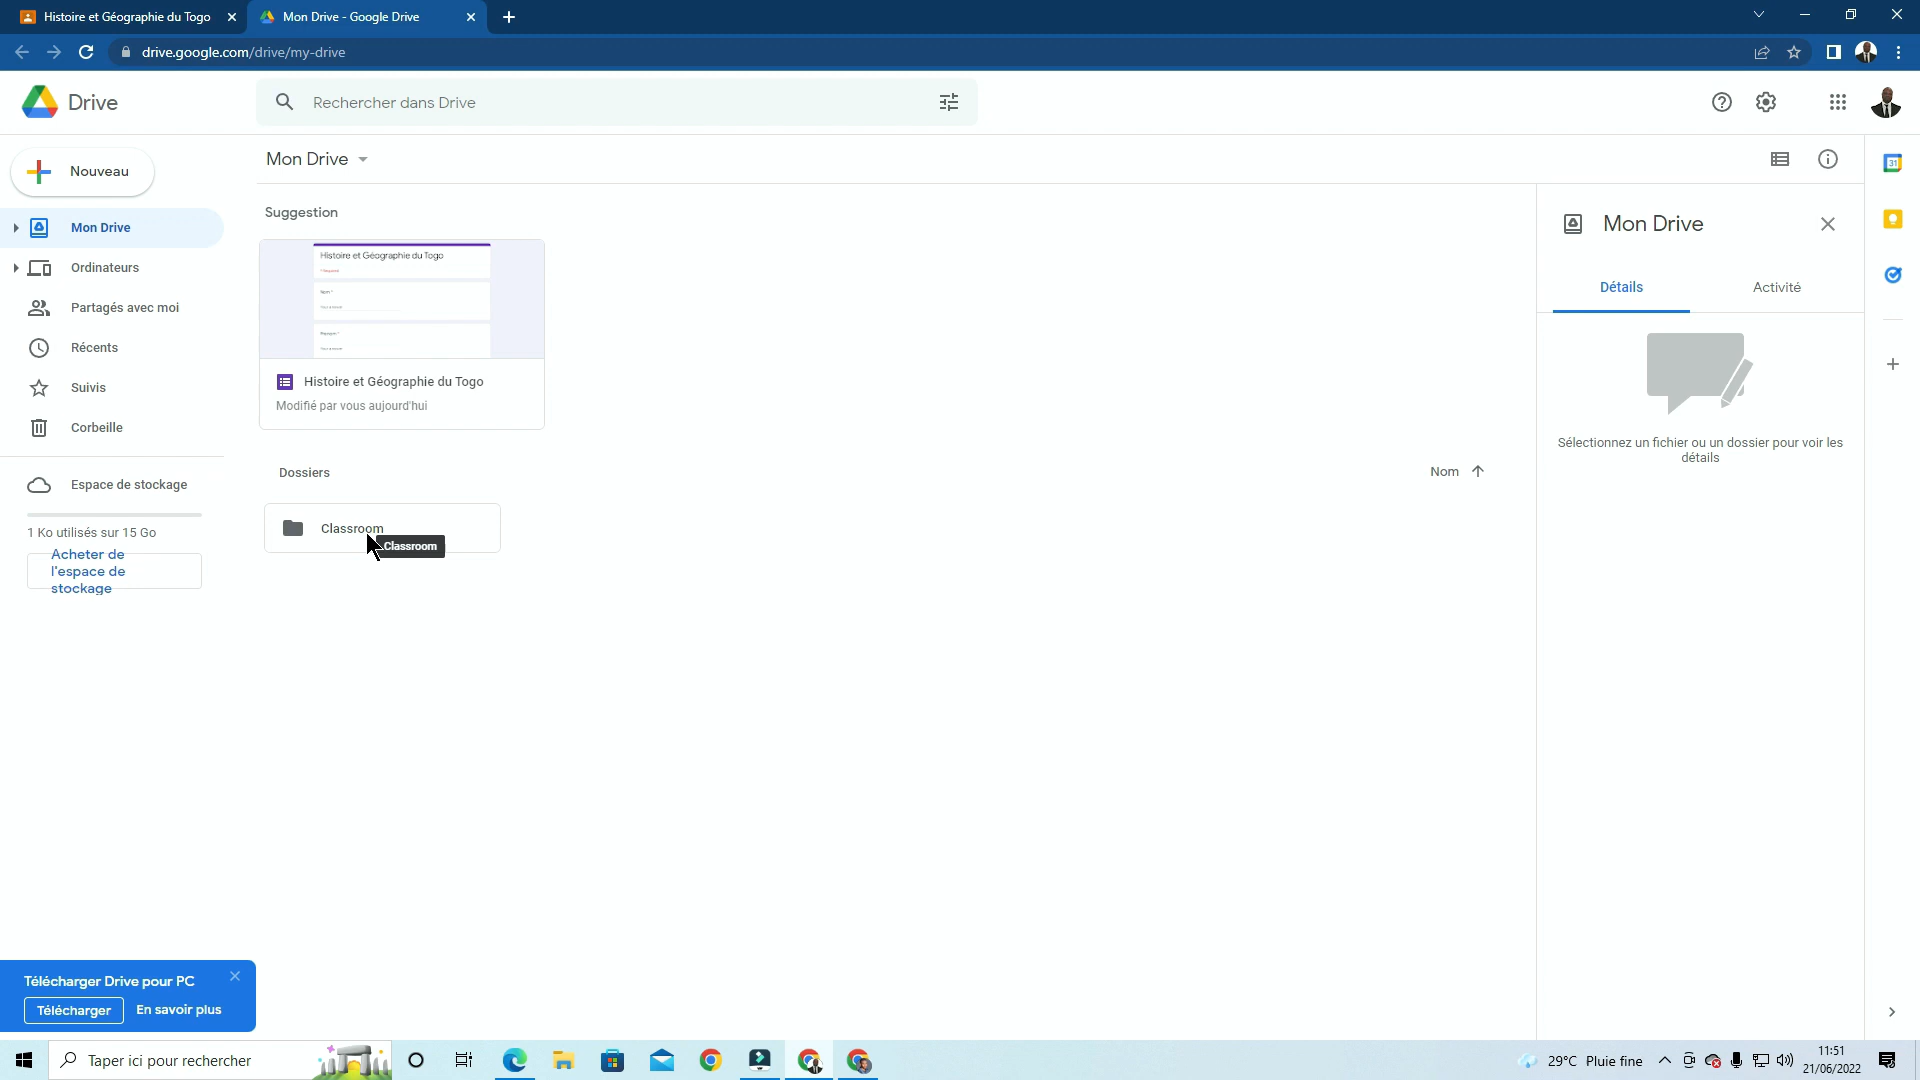 Histoire et Géographie du Togo
Mon Drive - Google Drive
drive.google.com/drive/my-drive
Drive
Rechercher dans Drive
Nouveau
Mon Drive
Mon Drive
Ordinateurs
Partagés avec moi
Récents
Suivis
Corbeille
Espace de stockage
1 Ko utilisés sur 15 Go
Acheter de
l'espace de
stockage
Suggestion
Histoire et Géographie du Togo
Histoire et Géographie du Togo
Modifié par vous aujourd'hui
Dossiers
Nom
Classroom
Classroom
Mon Drive
Détails
Activité
Sélectionnez un fichier ou un dossier pour voir les
détails
31
Télécharger Drive pour PC
Télécharger
En savoir plus
Taper ici pour rechercher
29°C Pluie fine
11:51
21/06/2022